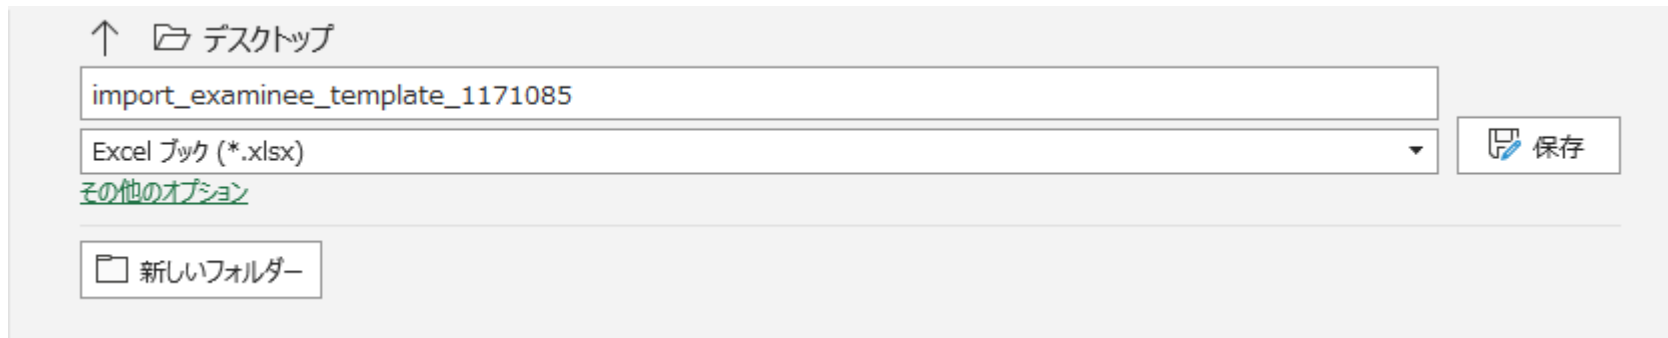 デスクトップ
import_examinee_template_1171085
Excel ブック (*.xlsx)
保存
その他のオプション
新しいフォルダー